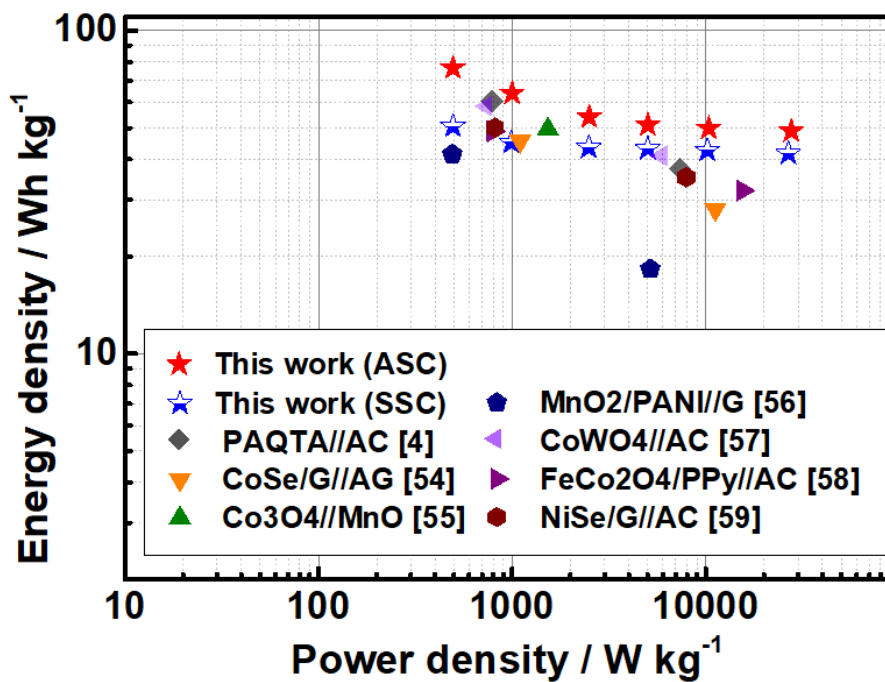 100
10
Energy density / Wh kg-1
This work (ASC)
This work (SSC)
MnO2/PANI//G [56]
PAQTA//AC [4]
CoWO4//AC [57]
CoSe/G//AG [54]
FeCo2O4/PPy//AC [58]
Co3O4//MnO [55]
NiSe/G//AC [59]
10
100
1000
10000
Power density / W kg-1